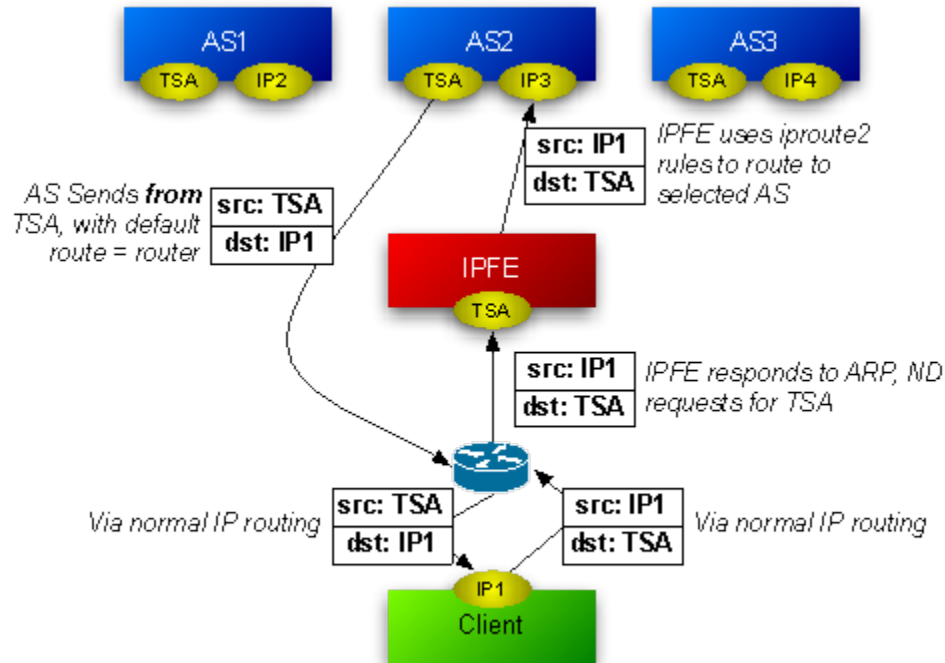 AS1
TSA
IP2
AS2
TSA
IP3
AS3
TSA
IP4
src: IP1
dst: TSA
IPFE uses iproute2
rules to route to
selected AS
AS Sends from
TSA, with default
route = router
src: TSA
dst: IP1
IPFE
TSA
src: IP1
dst: TSA
IPFE responds to ARP, ND
requests for TSA
Via normal IP routing
src: TSA
dst: IP1
src: IP1
dst: TSA
Via normal IP routing
IP1
Client